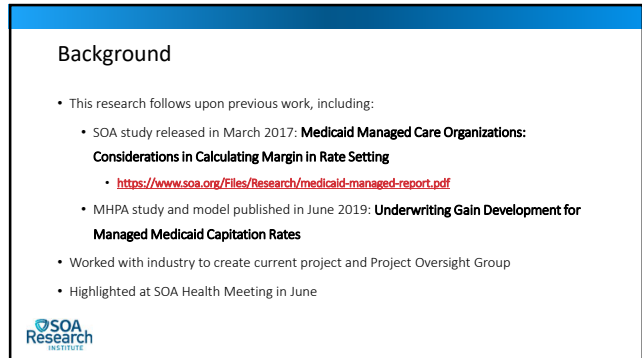 Background
• This research follows upon previous work, including:
• SOA study released in March 2017: Medicaid Managed Care Organizations:
Considerations in Calculating Margin in Rate Setting
• https://www.soa.org/Files/Research/medicaid-managed-report.pdf
• MHPA study and model published in June 2019: Underwriting Gain Development for
Managed Medicaid Capitation Rates
• Worked with industry to create current project and Project Oversight Group
• Highlighted at SOA Health Meeting in June
SOA
Research
INSTITUTE